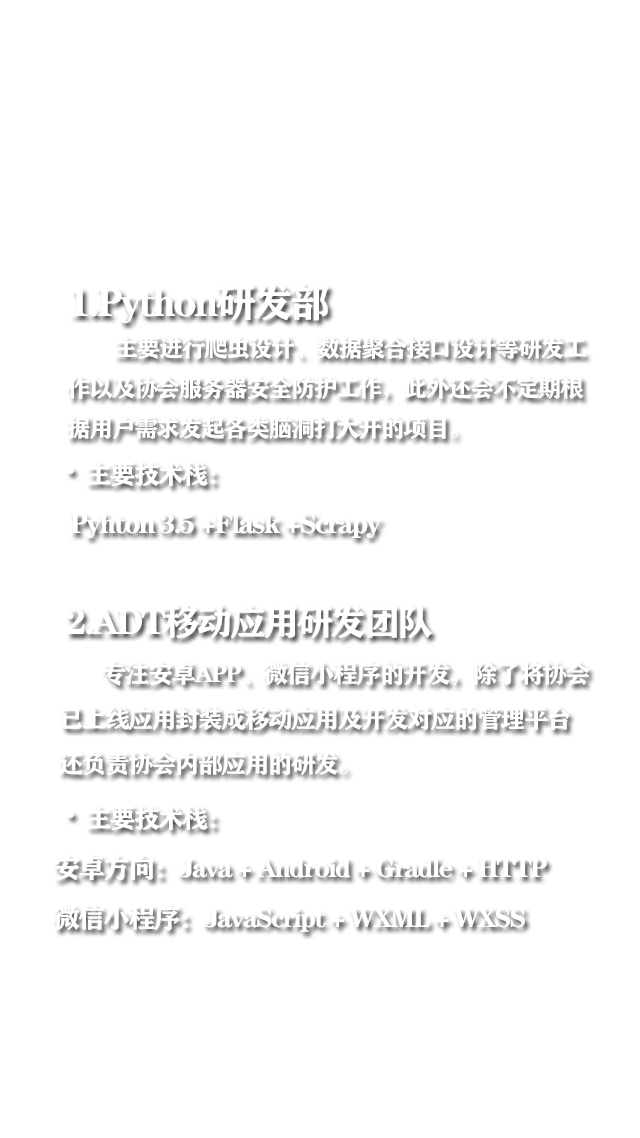 1.Python研发部
主要进行爬虫设计、数据聚合接口设计等研发工
作以及协会服务器安全防护工作，此外还会不定期根
据用户需求发起各类脑洞打大开的项目。
· 主要技术栈：
Pyhton 3.5 +Flask +Scrapy
2.ADT移动应用研发团队
专注安卓APP、微信小程序的开发，除了将协会
已上线应用封装成移动应用及开发对应的管理平台
还负责协会内部应用的研发。
· 主要技术栈：
安卓方向：Java + Android + Gradle + HTTP
微信小程序：JavaScript + WXML + WXSS